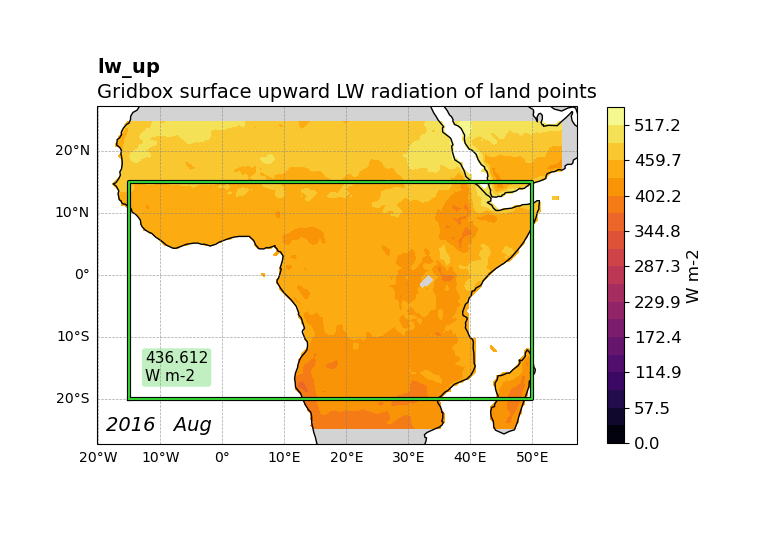 lw_up
Gridbox surface upward LW radiation of land points
20°N
10°N
0°
10°S
20°S
436.612
W m-2
2016 Aug
20°W 10°W 0° 10°E 20°E 30°E 40°E 50°E
517.2
459.7
402.2
344.8
287.3
229.9
172.4
114.9
57.5
0.0
W m-2